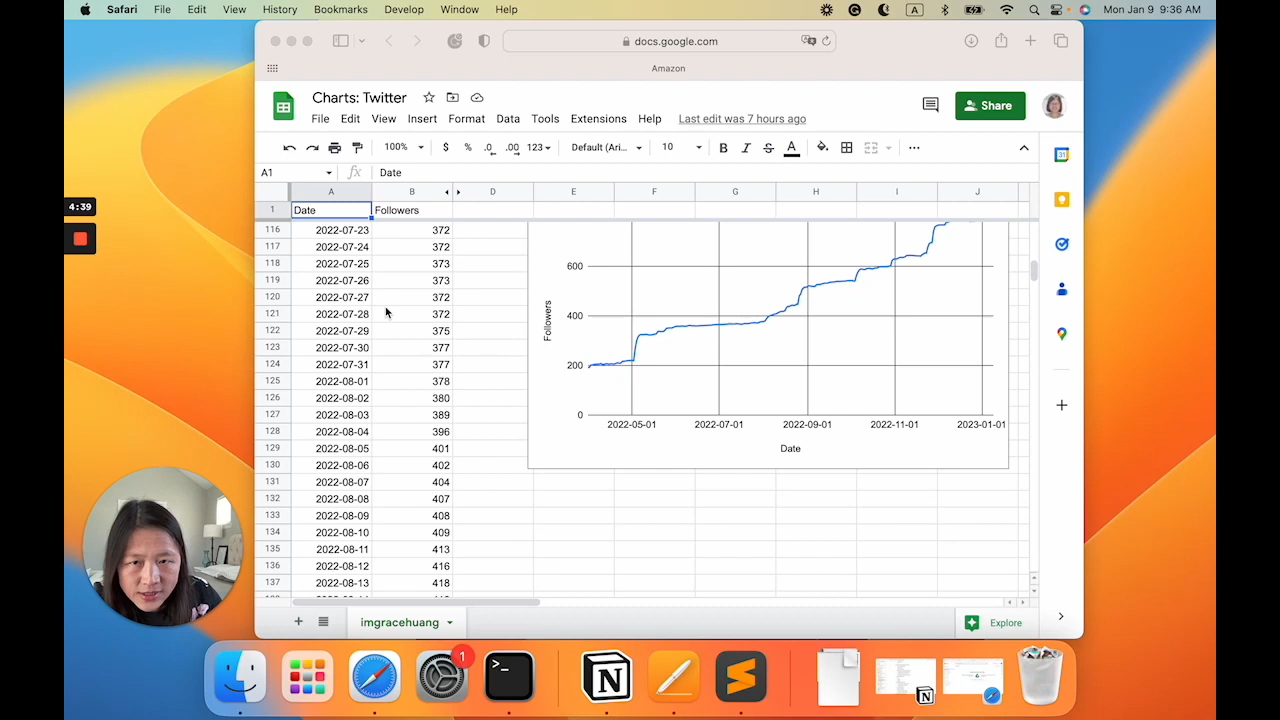 Safari File Edit View History Bookmarks Develop Window Help A Mon Jan 9 9:36 AM
docs.google.com
Amazon
Charts: Twitter
File Edit View Insert Format Data Tools Extensions Help Last edit was 7 hours ago
Share
100% $ % .0 .00 123 Default (Ari... 10 B I S A
A1 fx Date
A B D E F G H I J
1 Date Followers
116 2022-07-23 372
117 2022-07-24 372
118 2022-07-25 373
119 2022-07-26 373
120 2022-07-27 372
121 2022-07-28 372
122 2022-07-29 375
123 2022-07-30 377
124 2022-07-31 377
125 2022-08-01 378
126 2022-08-02 380
127 2022-08-03 389
128 2022-08-04 396
129 2022-08-05 401
130 2022-08-06 402
131 2022-08-07 404
132 2022-08-08 407
133 2022-08-09 408
134 2022-08-10 409
135 2022-08-11 413
136 2022-08-12 416
137 2022-08-13 418
600
400
200
0
Followers
2022-05-01 2022-07-01 2022-09-01 2022-11-01 2023-01-01
Date
imgracehuang
Explore
4:39
31
1
>_
N